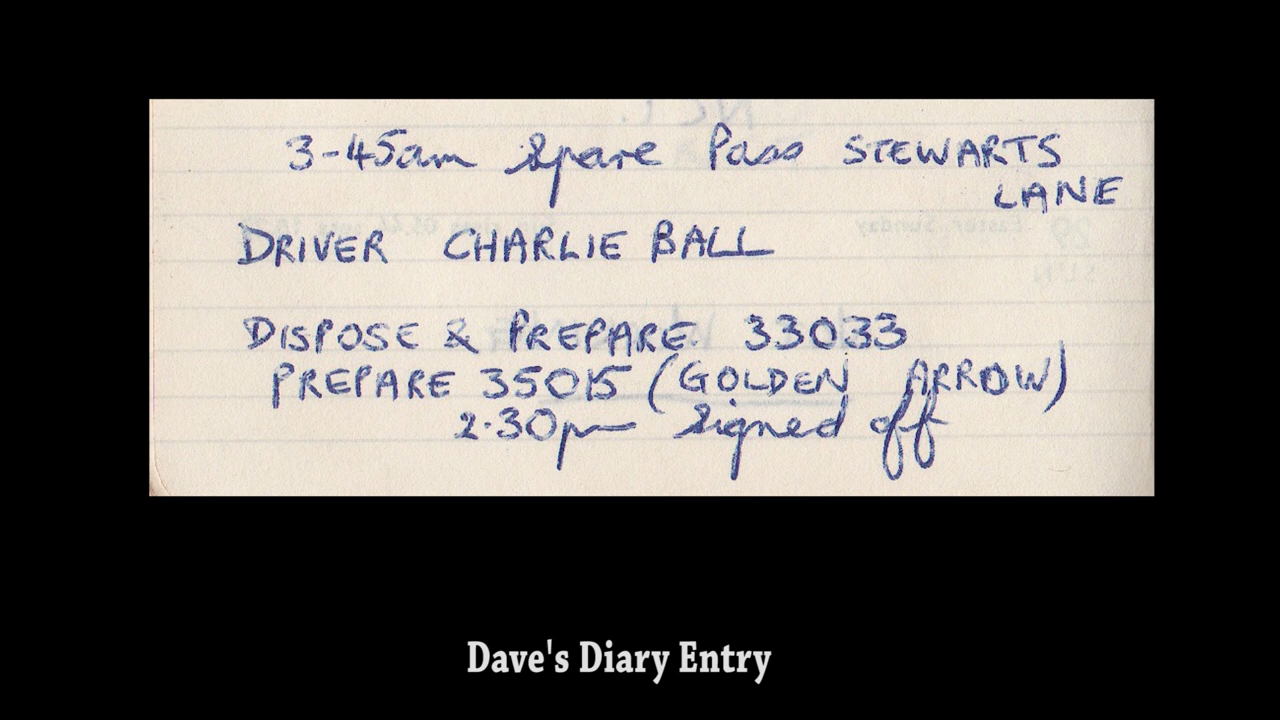 3-45am Spare Pass STEWARTS
LANE
DRIVER CHARLIE BALL
DISPOSE & PREPARE 33033
PREPARE 35015 (GOLDEN ARROW)
2.30pm Signed off
Dave's Diary Entry